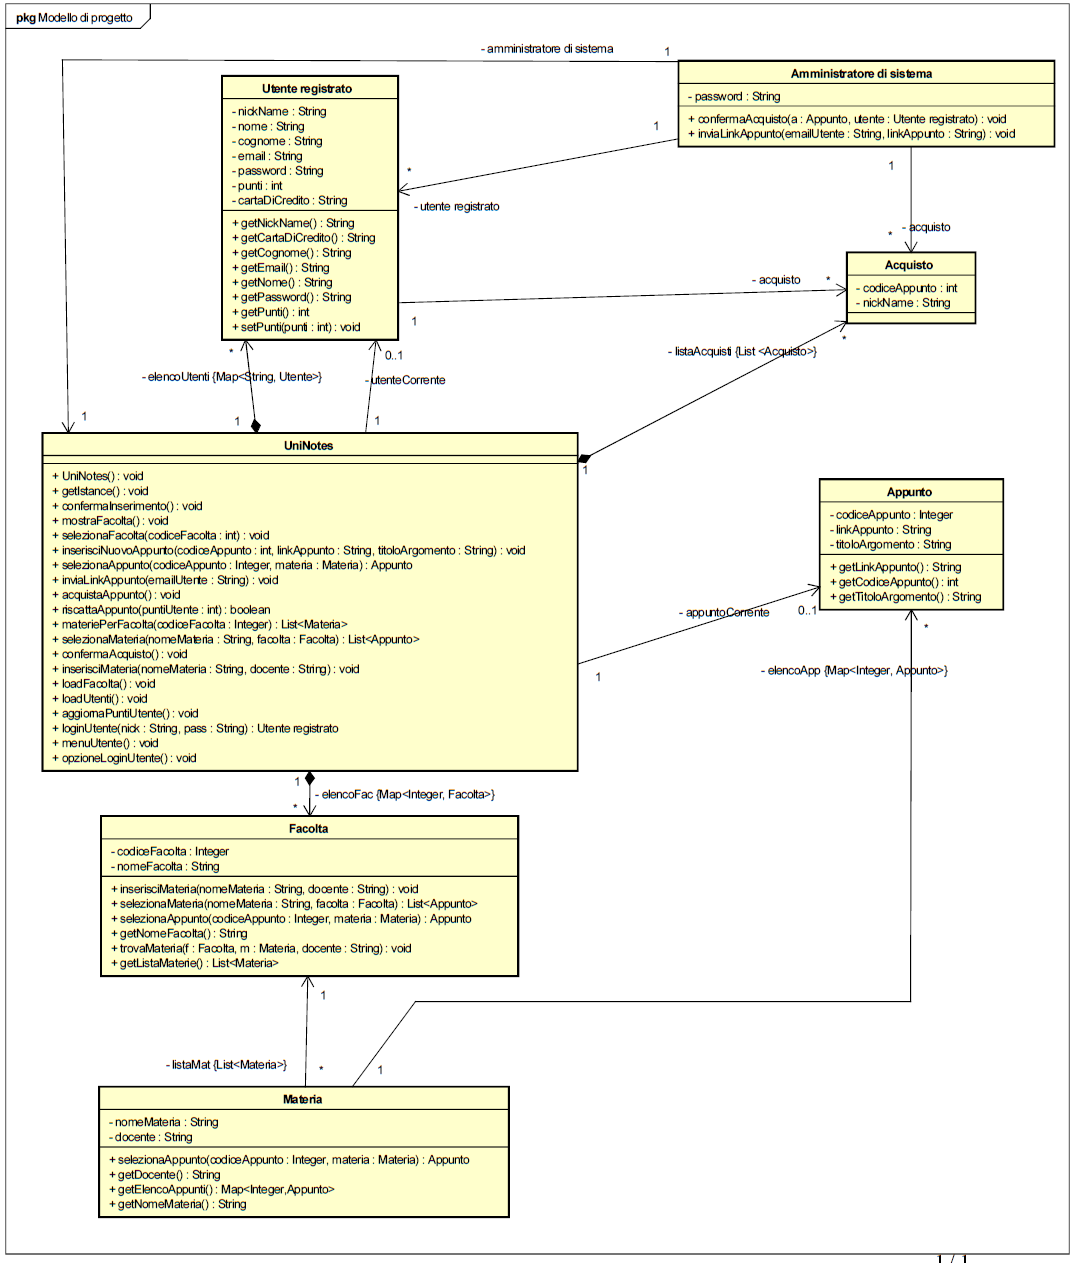 pkg Modello di progetto
- amministratore di sistema
1
Utente registrato
- nickName : String
- nome : String
- cognome : String
- email : String
- password : String
- punti : int
- cartaDiCredito : String
+ getNickName() : String
+ getCartaDiCredito() : String
+ getCognome() : String
+ getEmail() : String
+ getNome() : String
+ getPassword() : String
+ getPunti() : int
+ setPunti(punti : int) : void
Amministratore di sistema
- password : String
+ confermaAcquisto(a : Appunto, utente : Utente registrato) : void
+ inviaLinkAppunto(emailUtente : String, linkAppunto : String) : void
1
*
- utente registrato
1
*
- acquisto
Acquisto
- codiceAppunto : int
- nickName : String
- acquisto
*
1
- listaAcquisti {List <Acquisto>}
*
*
0..1
- elencoUtenti {Map<String, Utente>}
- utenteCorrente
1
1
1
1
UniNotes
+ UniNotes() : void
+ getIstance() : void
+ confermaInserimento() : void
+ mostraFacolta() : void
+ selezionaFacolta(codiceFacolta : int) : void
+ inserisciNuovoAppunto(codiceAppunto : int, linkAppunto : String, titoloArgomento : String) : void
+ selezionaAppunto(codiceAppunto : Integer, materia : Materia) : Appunto
+ inviaLinkAppunto(emailUtente : String) : void
+ acquistaAppunto() : void
+ riscattaAppunto(puntiUtente : int) : boolean
+ materiePerFacolta(codiceFacolta : Integer) : List<Materia>
+ selezionaMateria(nomeMateria : String, facolta : Facolta) : List<Appunto>
+ confermaAcquisto() : void
+ inserisciMateria(nomeMateria : String, docente : String) : void
+ loadFacolta() : void
+ loadUtenti() : void
+ aggiornaPuntiUtente() : void
+ loginUtente(nick : String, pass : String) : Utente registrato
+ menuUtente() : void
+ opzioneLoginUtente() : void
Appunto
- codiceAppunto : Integer
- linkAppunto : String
- titoloArgomento : String
+ getLinkAppunto() : String
+ getCodiceAppunto() : int
+ getTitoloArgomento() : String
- appuntoCorrente
0..1
1
*
- elencoApp {Map<Integer, Appunto>}
1
- elencoFac {Map<Integer, Facolta>}
*
Facolta
- codiceFacolta : Integer
- nomeFacolta : String
+ inserisciMateria(nomeMateria : String, docente : String) : void
+ selezionaMateria(nomeMateria : String, facolta : Facolta) : List<Appunto>
+ selezionaAppunto(codiceAppunto : Integer, materia : Materia) : Appunto
+ getNomeFacolta() : String
+ trovaMateria(f : Facolta, m : Materia, docente : String) : void
+ getListaMaterie() : List<Materia>
1
- listaMat {List<Materia>}
*
1
Materia
- nomeMateria : String
- docente : String
+ selezionaAppunto(codiceAppunto : Integer, materia : Materia) : Appunto
+ getDocente() : String
+ getElencoAppunti() : Map<Integer,Appunto>
+ getNomeMateria() : String
1 / 1